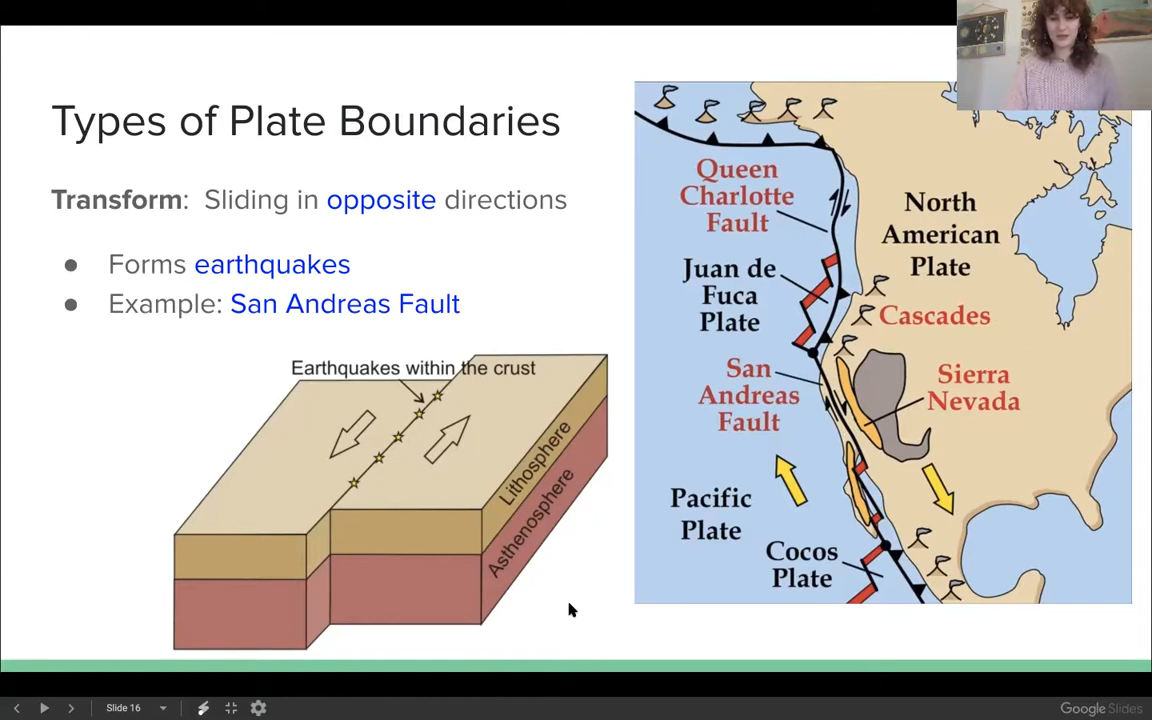 Types of Plate Boundaries
Transform: Sliding in opposite directions
● Forms earthquakes
● Example: San Andreas Fault
Earthquakes within the crust
Lithosphere
Asthenosphere
Queen
Charlotte
Fault
North
American
Plate
Juan de
Fuca
Plate
Cascades
San
Andreas
Fault
Sierra
Nevada
Pacific
Plate
Cocos
Plate
Slide 16
Google Slides